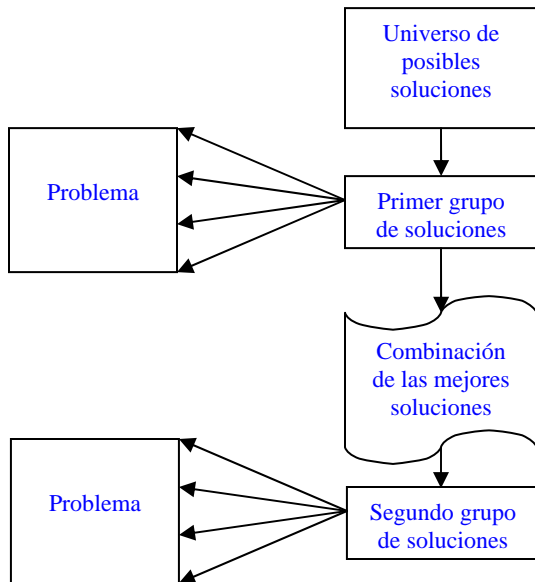 Universo de
posibles
soluciones
Problema
Primer grupo
de soluciones
Combinación
de las mejores
soluciones
Problema
Segundo grupo
de soluciones